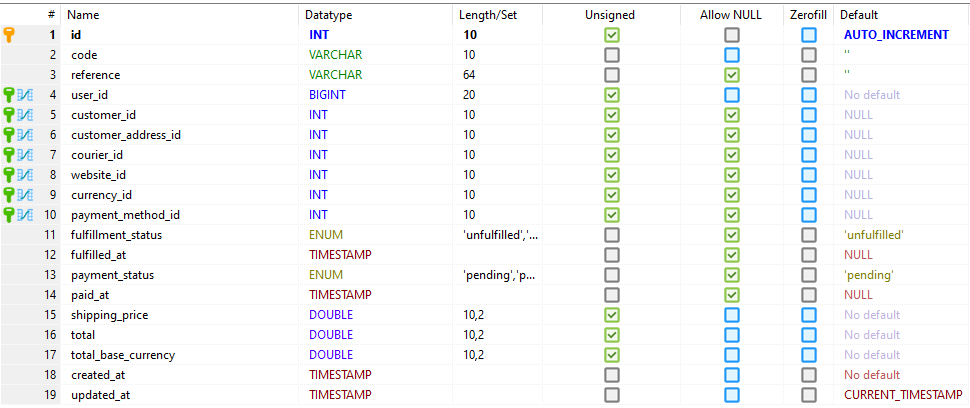 # Name Datatype Length/Set Unsigned Allow NULL Zerofill Default
1 id INT 10 AUTO_INCREMENT
2 code VARCHAR 10 ''
3 reference VARCHAR 64 ''
4 user_id BIGINT 20 No default
5 customer_id INT 10 NULL
6 customer_address_id INT 10 NULL
7 courier_id INT 10 NULL
8 website_id INT 10 NULL
9 currency_id INT 10 NULL
10 payment_method_id INT 10 NULL
11 fulfillment_status ENUM 'unfulfilled','... 'unfulfilled'
12 fulfilled_at TIMESTAMP NULL
13 payment_status ENUM 'pending','p... 'pending'
14 paid_at TIMESTAMP NULL
15 shipping_price DOUBLE 10,2 No default
16 total DOUBLE 10,2 No default
17 total_base_currency DOUBLE 10,2 No default
18 created_at TIMESTAMP No default
19 updated_at TIMESTAMP CURRENT_TIMESTAMP